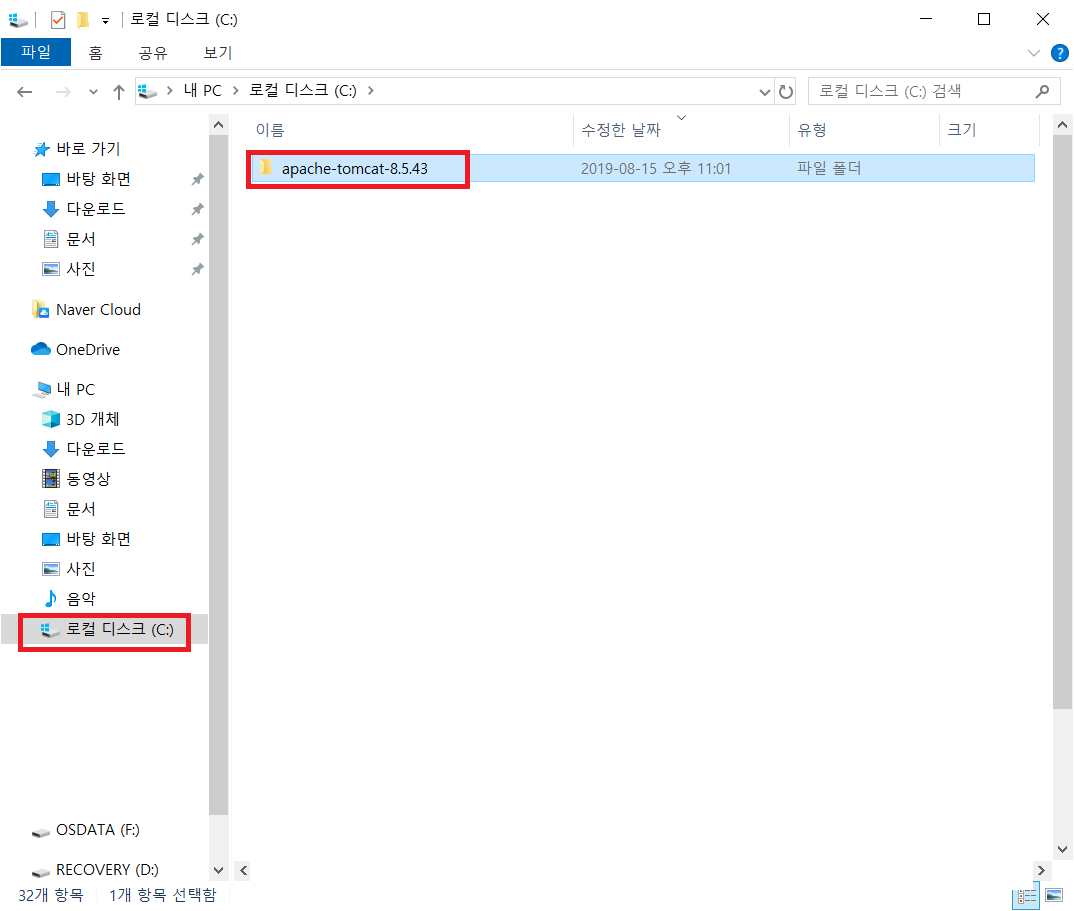 로컬 디스크 (C:)
파일 홈 공유 보기
내 PC 로컬 디스크 (C:) 로컬 디스크 (C:) 검색
이름 수정한 날짜 유형 크기
apache-tomcat-8.5.43 2019-08-15 오후 11:01 파일 폴더
바로 가기
바탕 화면
다운로드
문서
사진
Naver Cloud
OneDrive
내 PC
3D 개체
다운로드
동영상
문서
바탕 화면
사진
음악
로컬 디스크 (C:)
OSDATA (F:)
RECOVERY (D:)
32개 항목 1개 항목 선택함